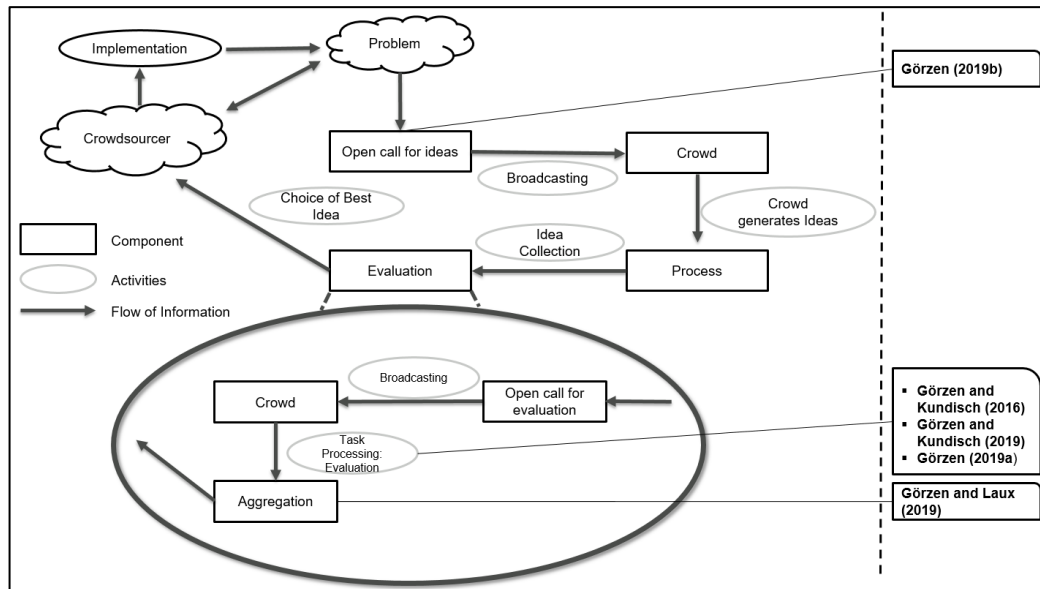 Implementation
Problem
Görzen (2019b)
Crowdsourcer
Open call for ideas
Crowd
Broadcasting
Choice of Best
Idea
Crowd
generates Ideas
Component
Idea
Collection
Evaluation
Process
Activities
Flow of Information
Broadcasting
Crowd
Open call for
evaluation
Task
Processing:
Evaluation
Aggregation
▪ Görzen and
Kundisch (2016)
▪ Görzen and
Kundisch (2019)
▪ Görzen (2019a)
Görzen and Laux
(2019)